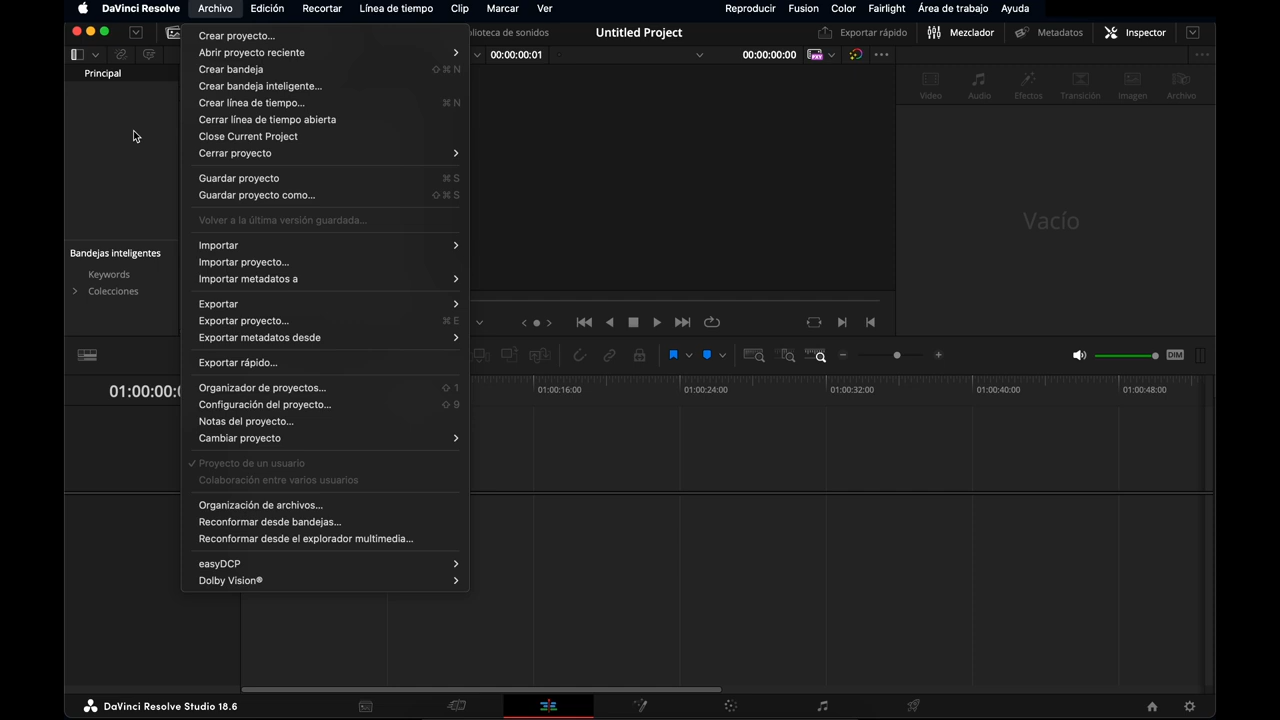 DaVinci Resolve Archivo Edición Recortar Línea de tiempo Clip Marcar Ver Reproducir Fusion Color Fairlight Área de trabajo Ayuda
blioteca de sonidos Untitled Project Exportar rápido Mezclador Metadatos Inspector
00:00:00:01 00:00:00:00 PXY
Principal
Video Audio Efectos Transición Imagen Archivo
Vacío
Bandejas inteligentes
Keywords
Colecciones
Crear proyecto...
Abrir proyecto reciente
Crear bandeja ⇧⌘ N
Crear bandeja inteligente...
Crear línea de tiempo... ⌘ N
Cerrar línea de tiempo abierta
Close Current Project
Cerrar proyecto
Guardar proyecto ⌘ S
Guardar proyecto como... ⇧⌘ S
Volver a la última versión guardada...
Importar
Importar proyecto...
Importar metadatos a
Exportar
Exportar proyecto... ⌘ E
Exportar metadatos desde
Exportar rápido...
Organizador de proyectos... ⇧ 1
Configuración del proyecto... ⇧ 9
Notas del proyecto...
Cambiar proyecto
✓ Proyecto de un usuario
Colaboración entre varios usuarios
Organización de archivos...
Reconformar desde bandejas...
Reconformar desde el explorador multimedia...
easyDCP
Dolby Vision®
DIM
01:00:00:0 01:00:16:00 01:00:24:00 01:00:32:00 01:00:40:00 01:00:48:00
DaVinci Resolve Studio 18.6